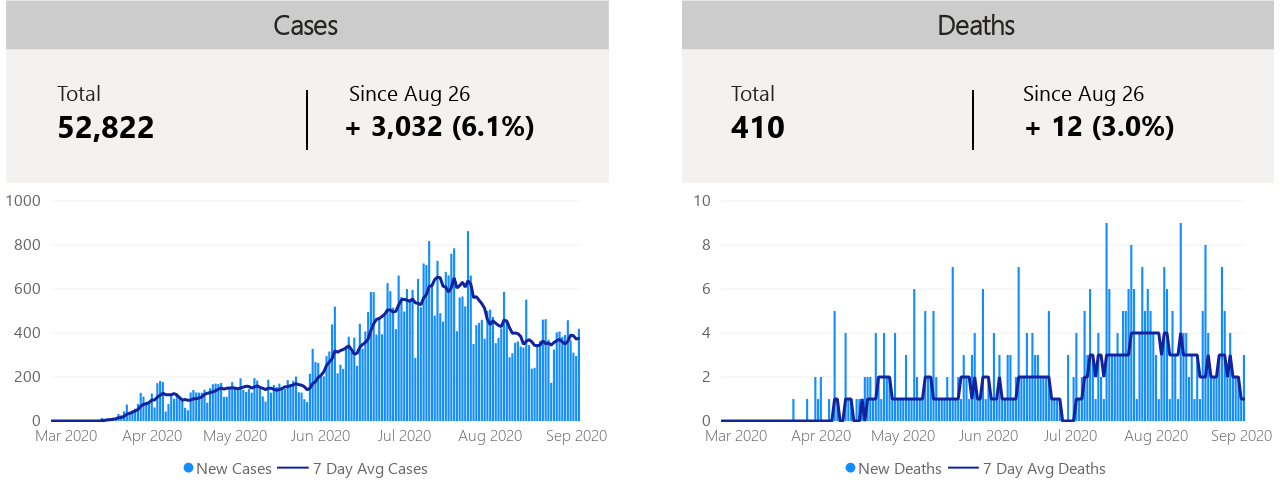 Cases
Total
Since Aug 26
52,822
+ 3,032 (6.1%)
1000
800
600
400
200
0
Mar 2020 Apr 2020 May 2020 Jun 2020 Jul 2020 Aug 2020 Sep 2020
New Cases 7 Day Avg Cases
Deaths
Total
Since Aug 26
410
+ 12 (3.0%)
10
8
6
4
2
0
Mar 2020 Apr 2020 May 2020 Jun 2020 Jul 2020 Aug 2020 Sep 2020
New Deaths 7 Day Avg Deaths